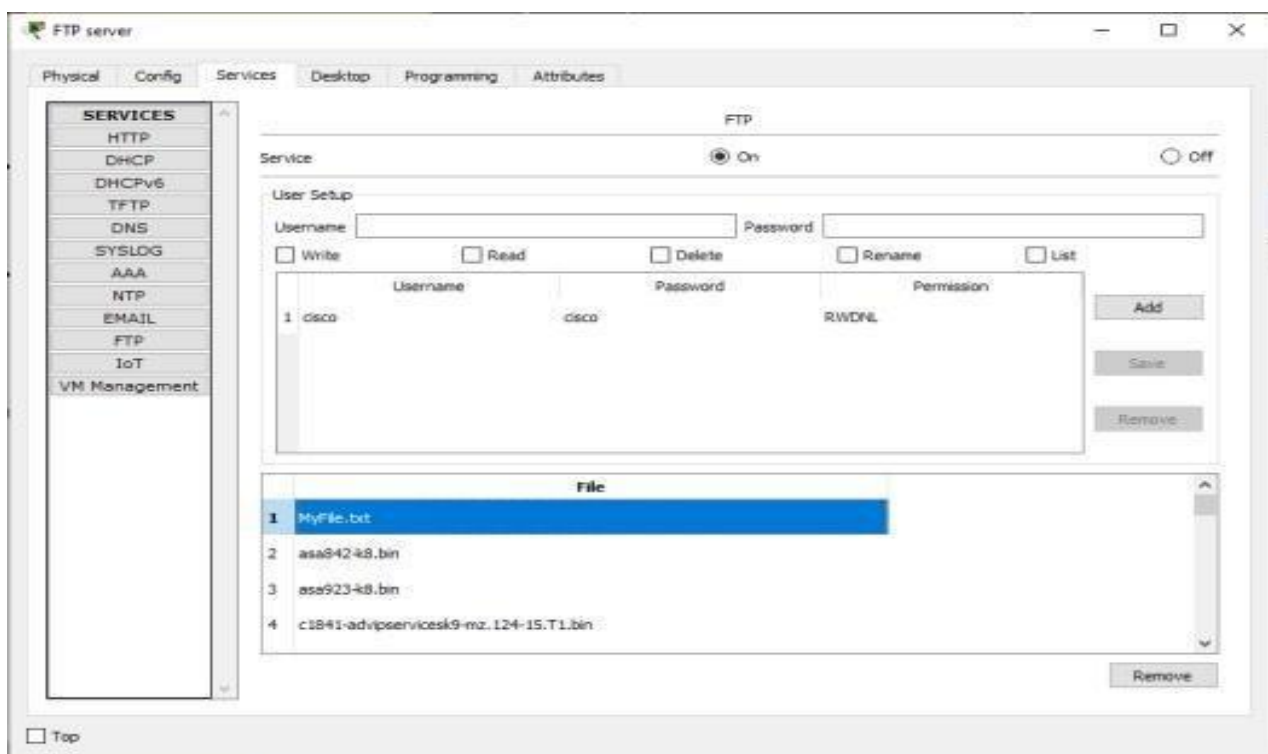 FTP server
Physical Config Services Desktop Programming Attributes
SERVICES
HTTP
DHCP
DHCPv6
TFTP
DNS
SYSLOG
AAA
NTP
EMAIL
FTP
IoT
VM Management
FTP
Service On Off
User Setup
Username Password
Write Read Delete Rename List
Username Password Permission
1 cisco cisco RWDNL
Add
Save
Remove
File
1 MyFile.txt
2 asa842-k8.bin
3 asa923-k8.bin
4 c1841-advipservicesk9-mz.124-15.T1.bin
Remove
Top